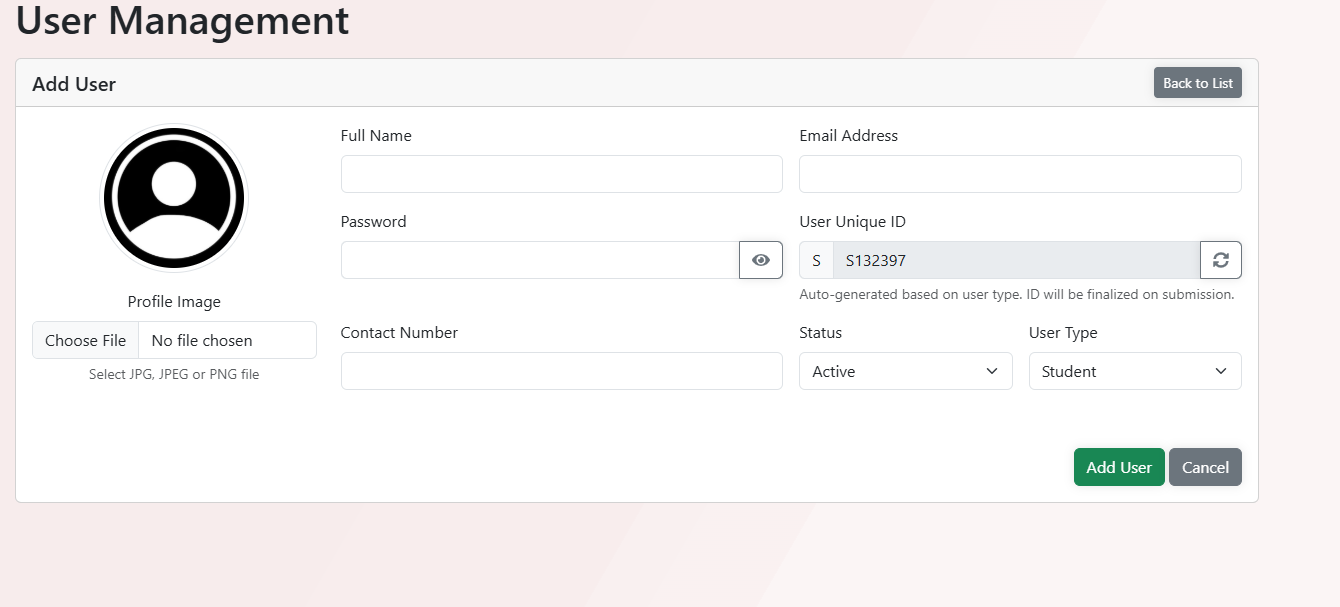 User Management
Add User
Back to List
Full Name
Email Address
Password
User Unique ID
S S132397
Auto-generated based on user type. ID will be finalized on submission.
Profile Image
Choose File No file chosen
Select JPG, JPEG or PNG file
Contact Number
Status
User Type
Active
Student
Add User
Cancel